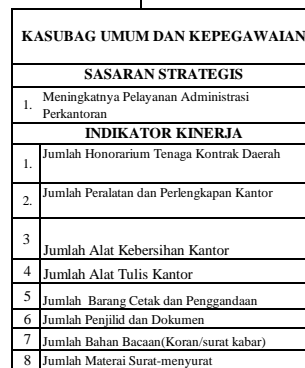 KASUBAG UMUM DAN KEPEGAWAIAN
SASARAN STRATEGIS
1. Meningkatnya Pelayanan Administrasi
Perkantoran
INDIKATOR KINERJA
1. Jumlah Honorarium Tenaga Kontrak Daerah
2. Jumlah Peralatan dan Perlengkapan Kantor
3 Jumlah Alat Kebersihan Kantor
4 Jumlah Alat Tulis Kantor
5 Jumlah Barang Cetak dan Penggandaan
6 Jumlah Penjilid dan Dokumen
7 Jumlah Bahan Bacaan(Koran/surat kabar)
8 Jumlah Materai Surat-menyurat